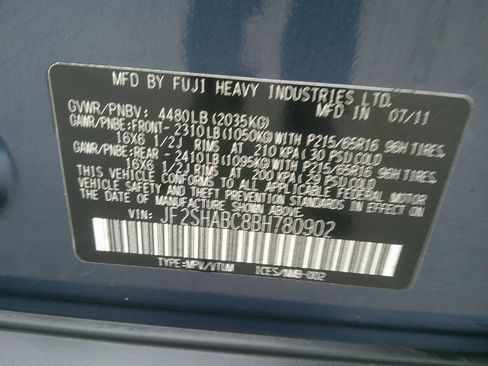 MFD BY FUJI HEAVY INDUSTRIES LTD.
GVWR/PNBV: 4480LB(2035KG) MFD IN 07/11
GAWR/PNBE:FRONT- 2310LB(1050KG)WITH P215/65R16 96H TIRES,
16X6 1/2J RIMS AT 210 KPA(30 PSI)COLD
GAWR/PNBE:REAR - 2410LB(1095KG)WITH P215/65R16 96H TIRES,
16X6 1/2J RIMS AT 200 KPA( PSI)COLD
THIS VEHICLE CONFORMS TO ALL APPLICABLE FEDERAL MOTOR
VEHICLE SAFETY STANDARDS IN EFFECT ON THE DATE OF
MANUFACTURE SHOWN ABOVE.
VIN: JF2SHABC8BH780902
TYPE:MPV/VTUM ICES/NMB-002